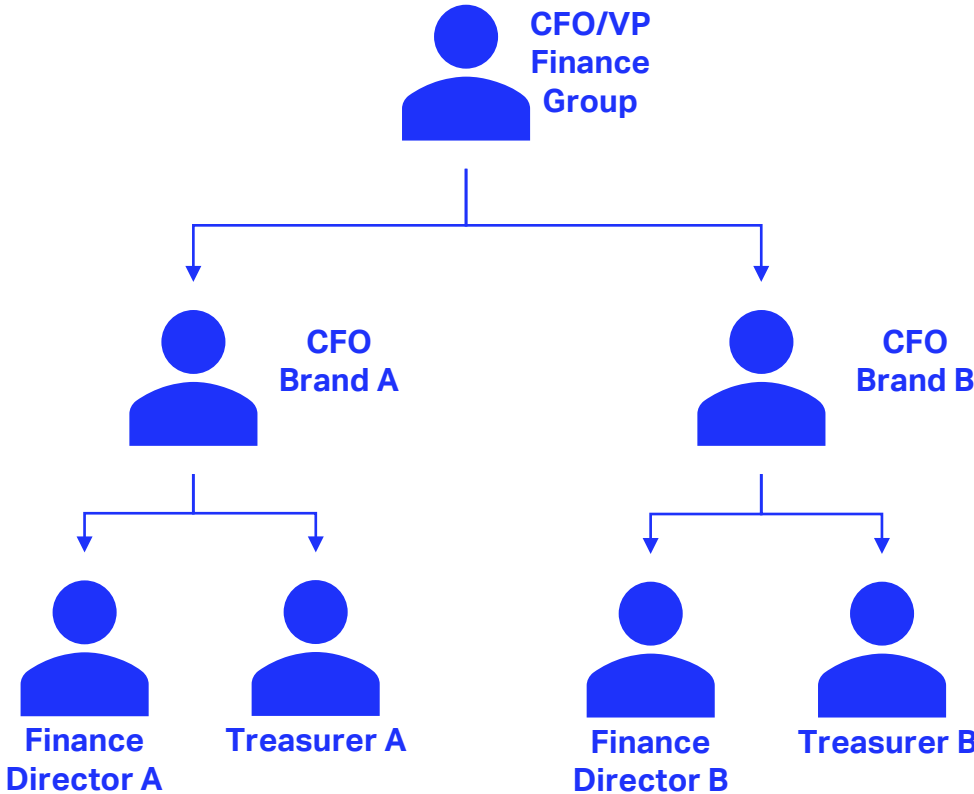 CFO/VP
Finance
Group
CFO
Brand A
CFO
Brand B
Finance
Director A
Treasurer A
Finance
Director B
Treasurer B